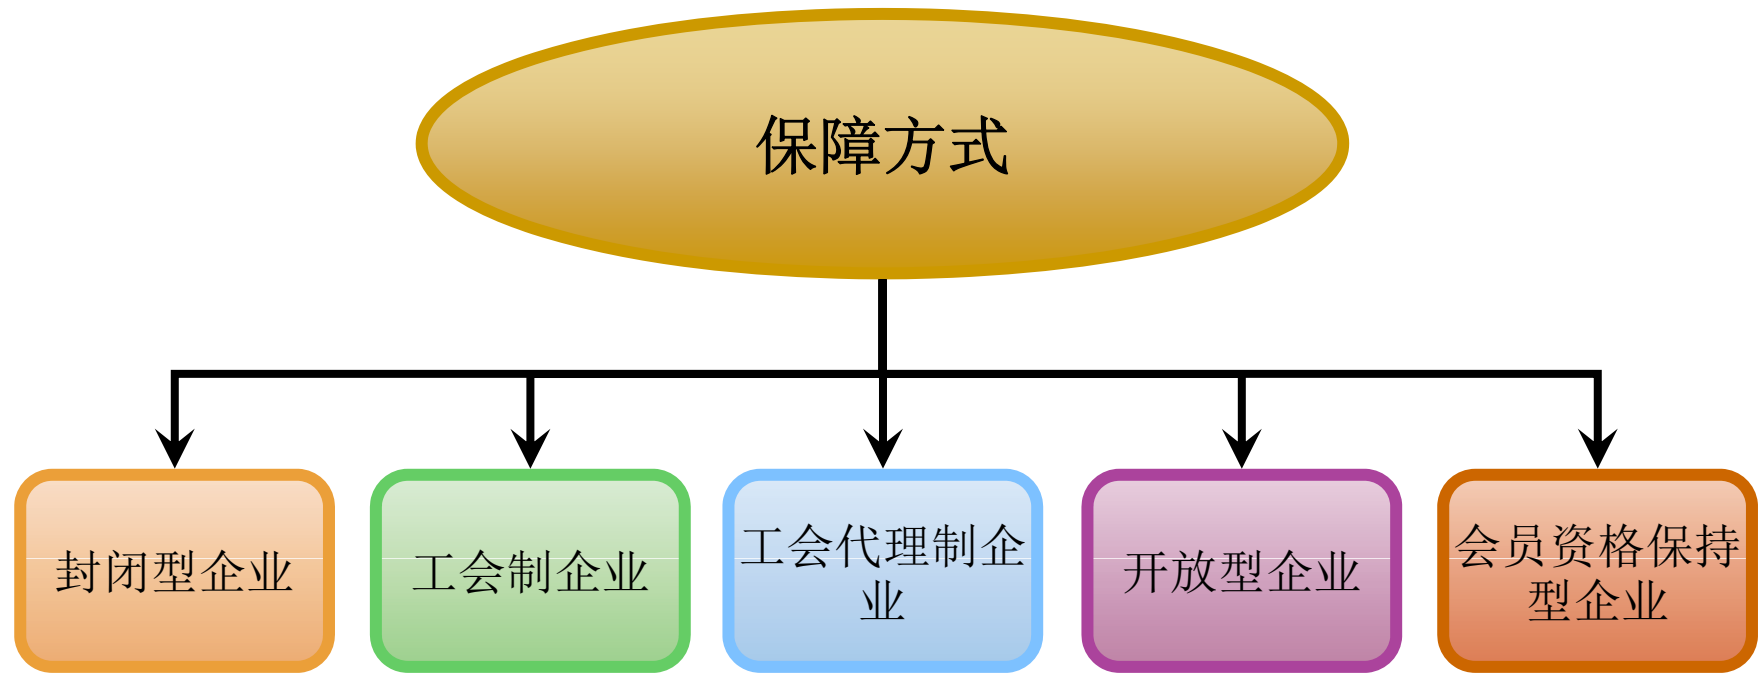 保障方式
封闭型企业
工会制企业
工会代理制企
业
开放型企业
会员资格保持
型企业